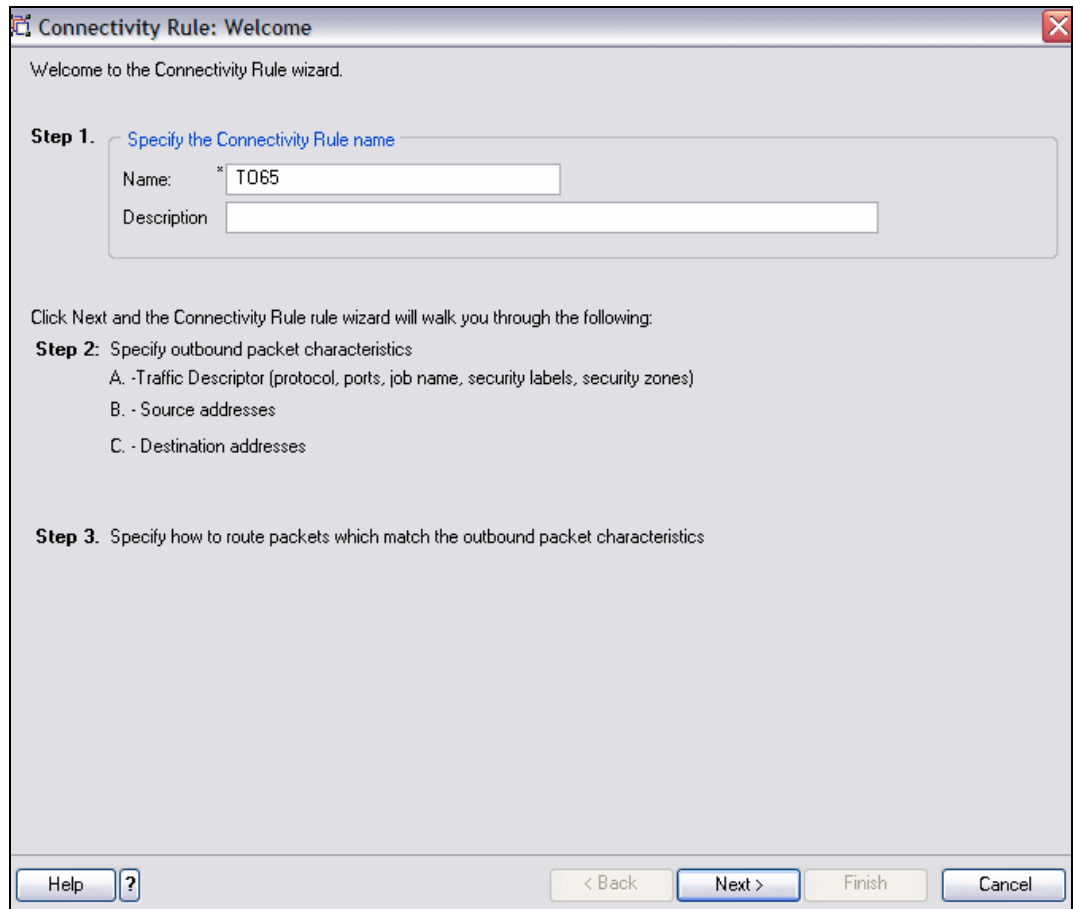 Connectivity Rule: Welcome
Welcome to the Connectivity Rule wizard.
Step 1.
Specify the Connectivity Rule name
Name: * TO65
Description
Click Next and the Connectivity Rule rule wizard will walk you through the following:
Step 2: Specify outbound packet characteristics
A. -Traffic Descriptor (protocol, ports, job name, security labels, security zones)
B. - Source addresses
C. - Destination addresses
Step 3. Specify how to route packets which match the outbound packet characteristics
Help ? < Back Next > Finish Cancel